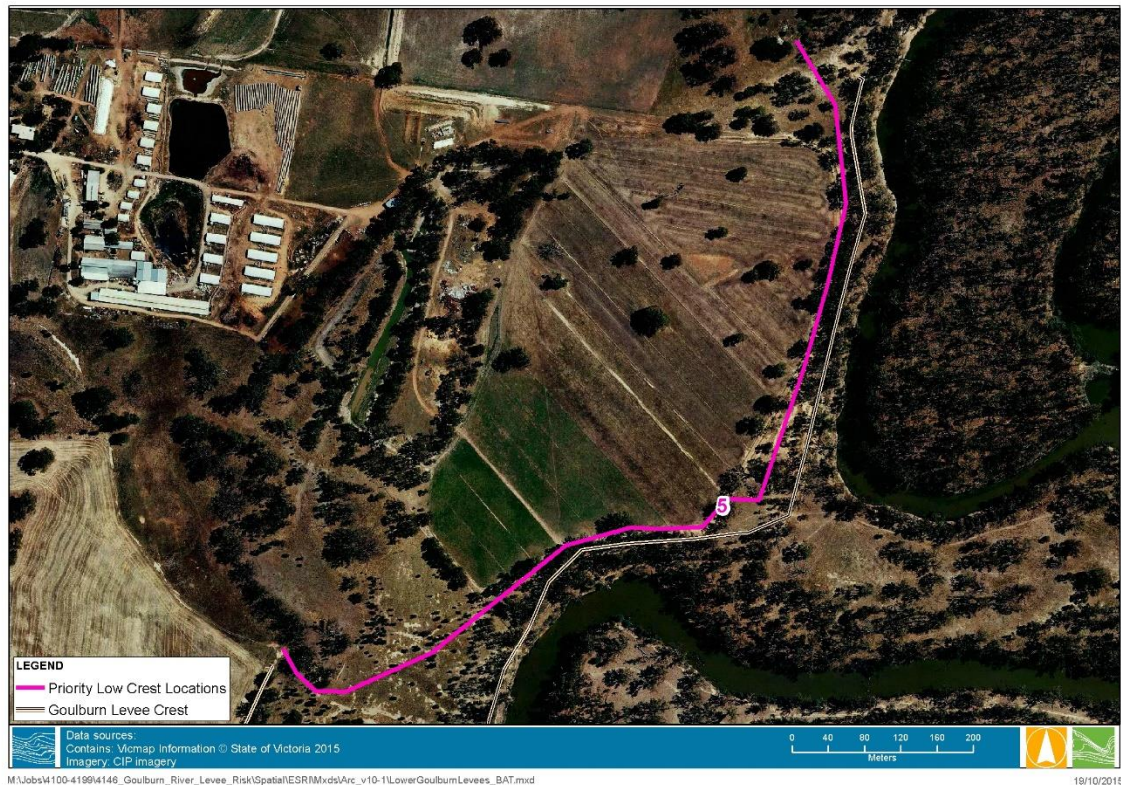 5
LEGEND
Priority Low Crest Locations
Goulburn Levee Crest
Data sources:
Contains: Vicmap Information © State of Victoria 2015
Imagery: CIP imagery
0 40 80 120 160 200
Meters
M:\Jobs\4100-4199\4146_Goulburn_River_Levee_Risk\Spatial\ESRI\Mxds\Arc_v10-1\LowerGoulburnLevees_BAT.mxd
19/10/2015